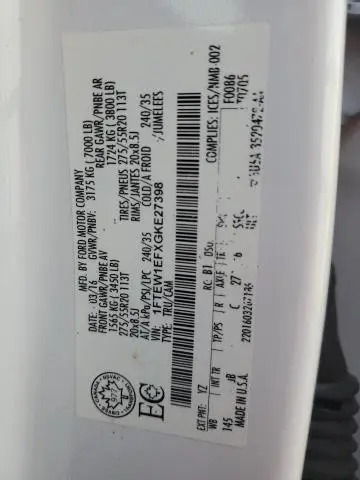 MFD. BY FORD MOTOR COMPANY
DATE: 03/16 GVWR/PNBV: 3175 KG (7000 LB)
FRONT GAWR/PNBE AV REAR GAWR/PNBE AR
1565 KG (3450 LB) 1724 KG (3800 LB)
275/55R20 113T TIRES/PNEUS 275/55R20 113T
20x8.5J RIMS/JANTES 20x8.5J
AT/A kPa/PSI/LPC 240/35 COLD/A FROID 240/35
VIN: 1FTEW1EFXGKE27398 /JUMELEES
TYPE: TRU/CAM
CANADA
977
EC
ICES/NMB-002
EXT PNT: YZ RC: B1 F0086
WB INT TR TP/PS R AXLE TR
145 JB C 27 6
MADE IN U.S.A.